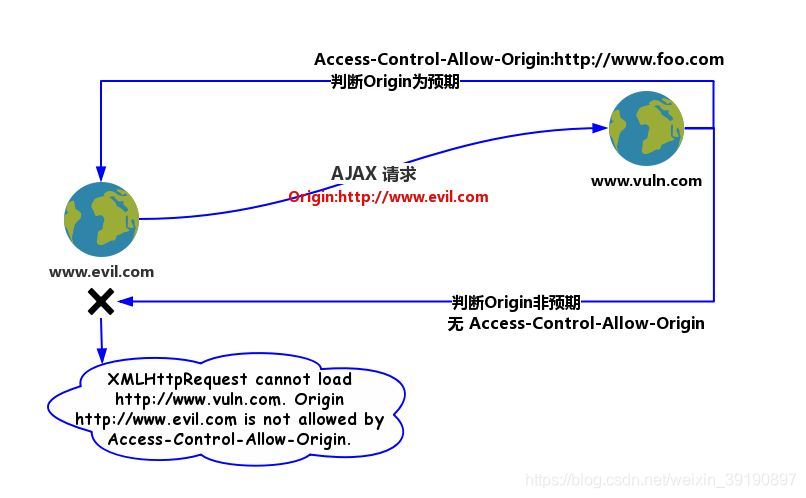 Access-Control-Allow-Origin:http://www.foo.com
判断Origin为预期
AJAX 请求
Origin:http://www.evil.com
www.vuln.com
www.evil.com
判断Origin非预期
无 Access-Control-Allow-Origin
XMLHttpRequest cannot load
http://www.vuln.com. Origin
http://www.evil.com is not allowed by
Access-Control-Allow-Origin.
https://blog.csdn.net/weixin_39190897